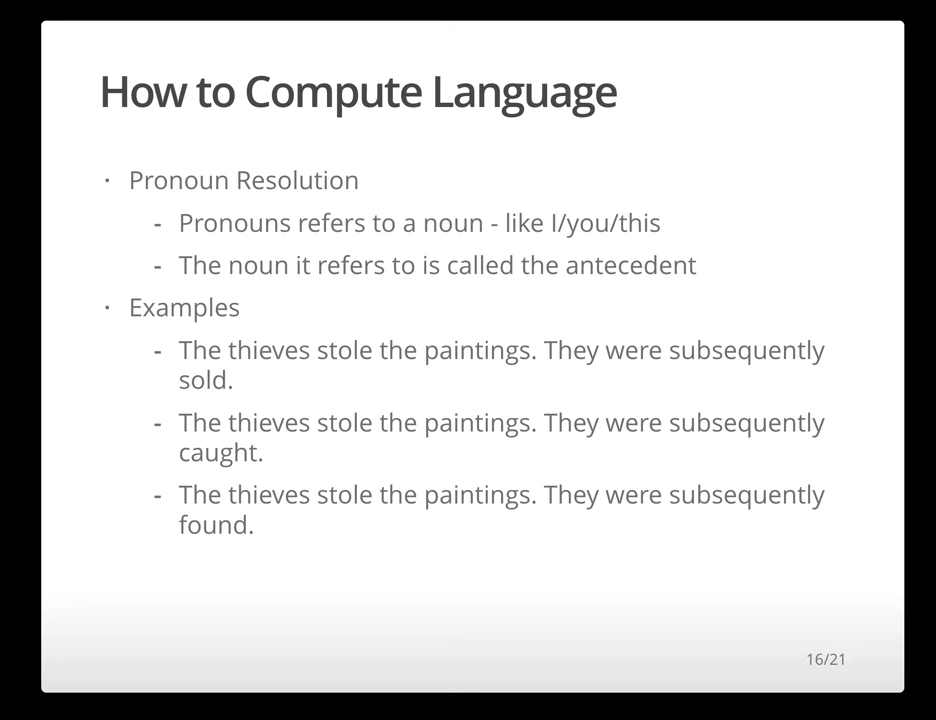 How to Compute Language
· Pronoun Resolution
- Pronouns refers to a noun - like I/you/this
- The noun it refers to is called the antecedent
· Examples
- The thieves stole the paintings. They were subsequently
sold.
- The thieves stole the paintings. They were subsequently
caught.
- The thieves stole the paintings. They were subsequently
found.
16/21